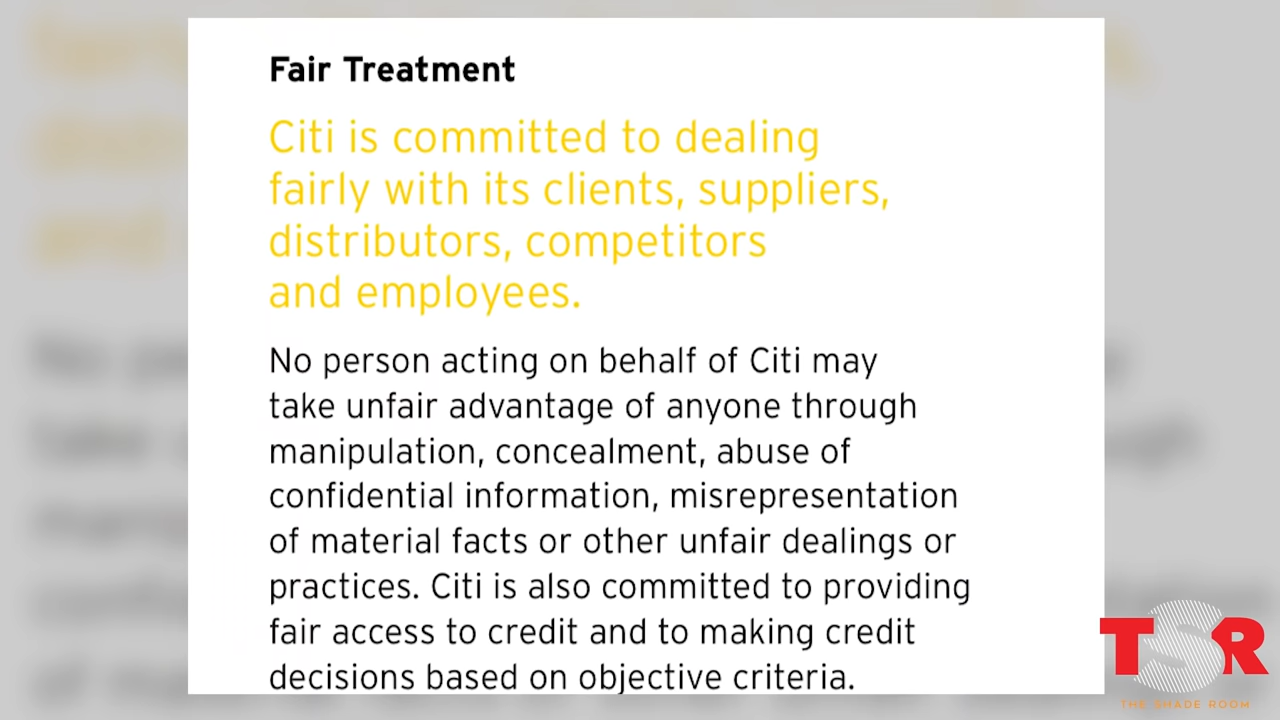 Fair Treatment
Citi is committed to dealing
fairly with its clients, suppliers,
distributors, competitors
and employees.
No person acting on behalf of Citi may
take unfair advantage of anyone through
manipulation, concealment, abuse of
confidential information, misrepresentation
of material facts or other unfair dealings or
practices. Citi is also committed to providing
fair access to credit and to making credit
decisions based on objective criteria.
TSR
THE SHADE ROOM